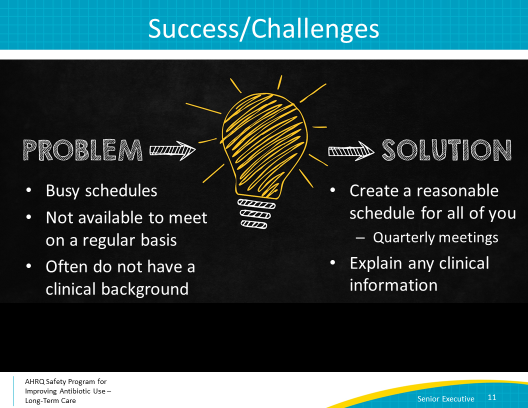 Success/Challenges
PROBLEM
SOLUTION
• Busy schedules
• Not available to meet
on a regular basis
• Often do not have a
clinical background
• Create a reasonable
schedule for all of you
– Quarterly meetings
• Explain any clinical
information
AHRQ Safety Program for
Improving Antibiotic Use –
Long-Term Care
Senior Executive 11